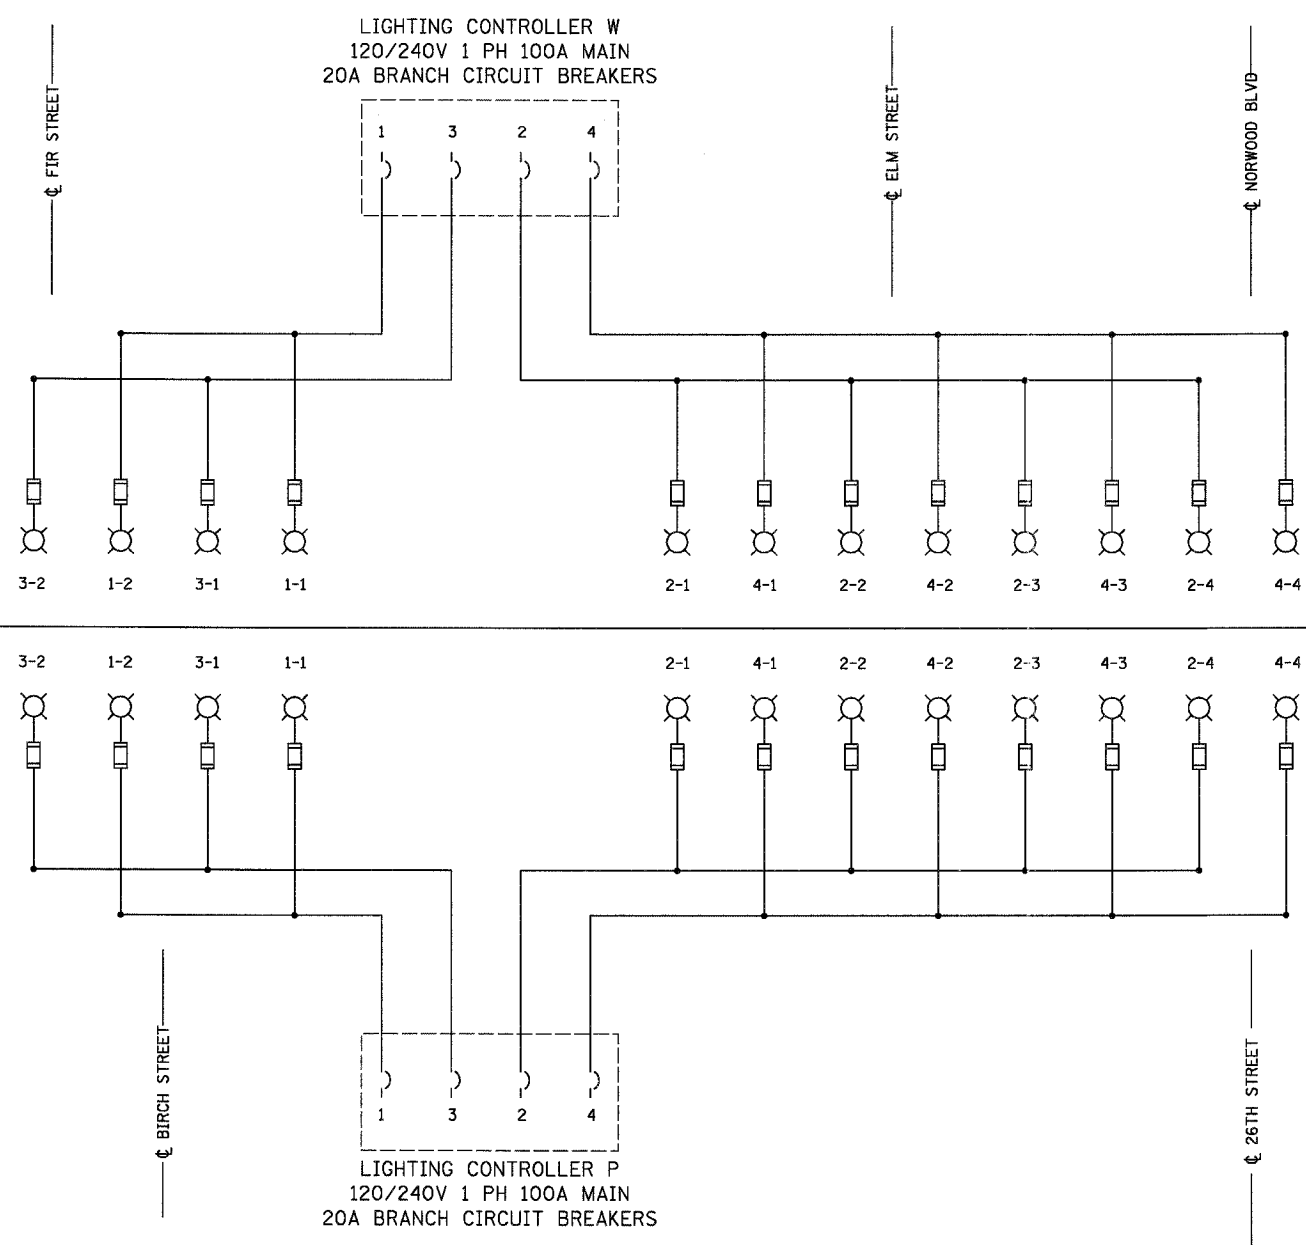 LIGHTING CONTROLLER W
120/240V 1 PH 100A MAIN
20A BRANCH CIRCUIT BREAKERS
1 3 2 4
℄ FIR STREET
℄ ELM STREET
℄ NORWOOD BLVD
3-2 1-2 3-1 1-1 2-1 4-1 2-2 4-2 2-3 4-3 2-4 4-4
3-2 1-2 3-1 1-1 2-1 4-1 2-2 4-2 2-3 4-3 2-4 4-4
℄ BIRCH STREET
℄ 26TH STREET
1 3 2 4
LIGHTING CONTROLLER P
120/240V 1 PH 100A MAIN
20A BRANCH CIRCUIT BREAKERS